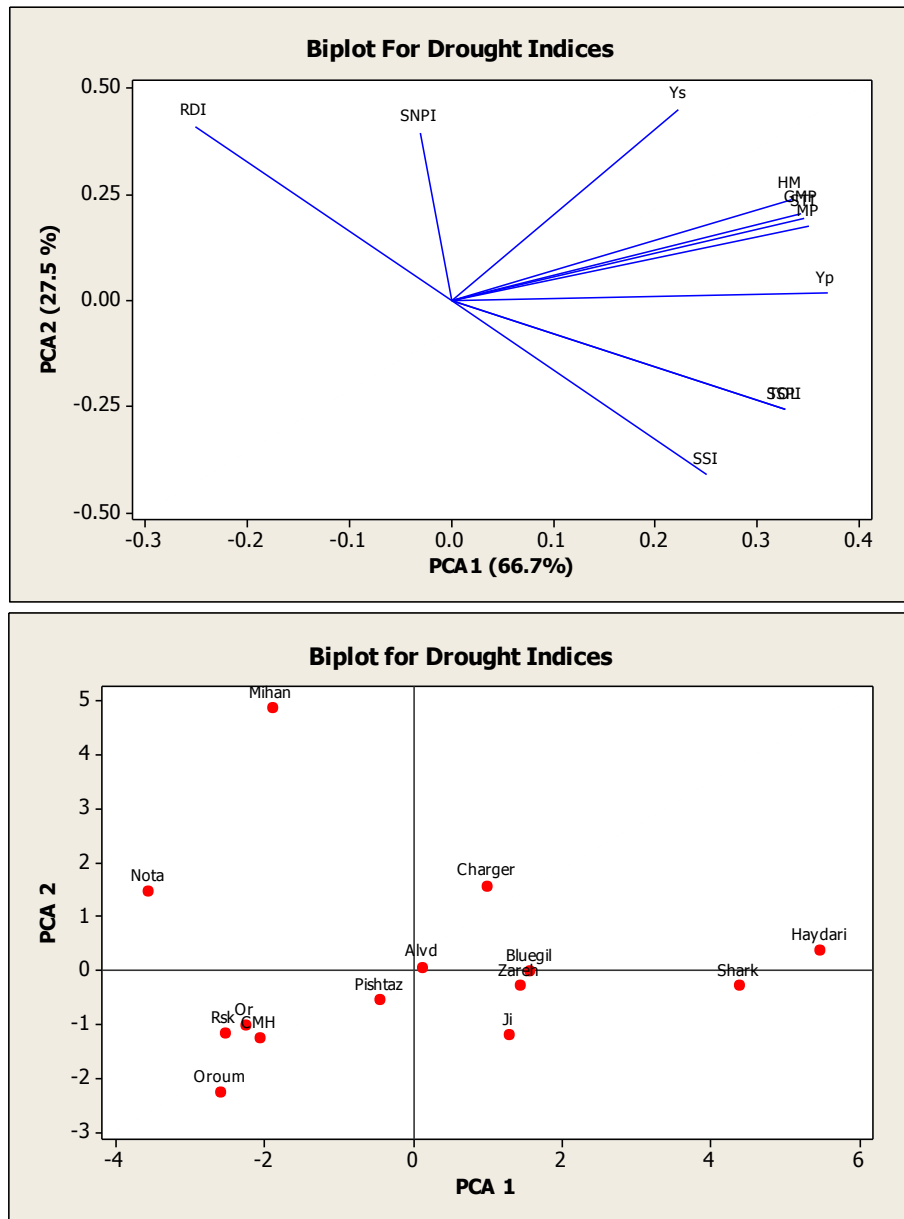 Biplot For Drought Indices
0.50
0.25
0.00
-0.25
-0.50
PCA2 (27.5 %)
RDI
SNPI
Ys
HM
GMP
STI
MP
Yp
SSPI
TOL
SSI
-0.3
-0.2
-0.1
0.0
0.1
0.2
0.3
0.4
PCA1 (66.7%)
Biplot for Drought Indices
5
4
3
2
1
0
-1
-2
-3
PCA 2
Mihan
Nota
Charger
Haydari
Alvd
Bluegil
Zareh
Shark
Pishtaz
Or
Rsk
CMH
Ji
Oroum
-4
-2
0
2
4
6
PCA 1